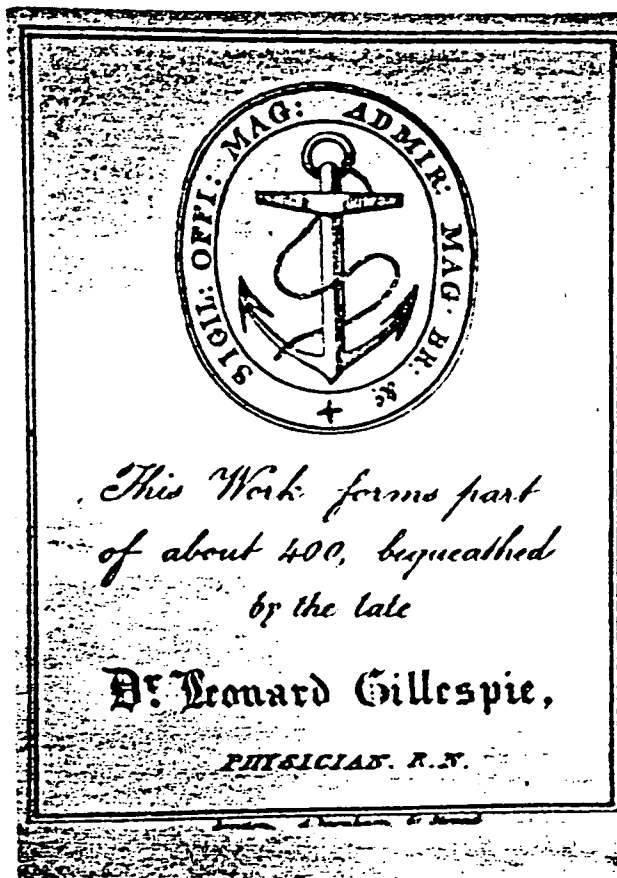 SIGIL: OFFI: MAG: ADMIR: MAG. BR: &c.
This Work forms part
of about 400, bequeathed
by the late
Dr. Leonard Gillespie,
PHYSICIAN. R.N.